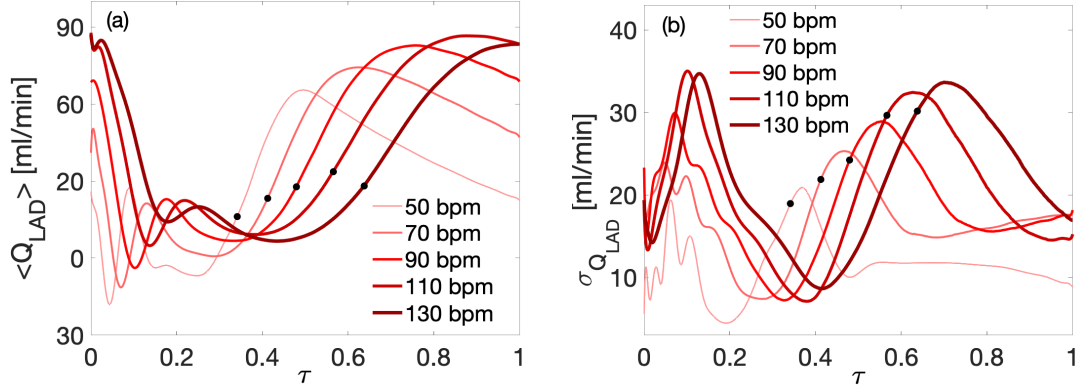 (a)
<Q_LAD> [ml/min]
90
60
20
0
30
50 bpm
70 bpm
90 bpm
110 bpm
130 bpm
0 0.2 0.4 0.6 0.8 1
τ
(b)
σ_Q_LAD [ml/min]
40
30
20
10
50 bpm
70 bpm
90 bpm
110 bpm
130 bpm
0 0.2 0.4 0.6 0.8 1
τ